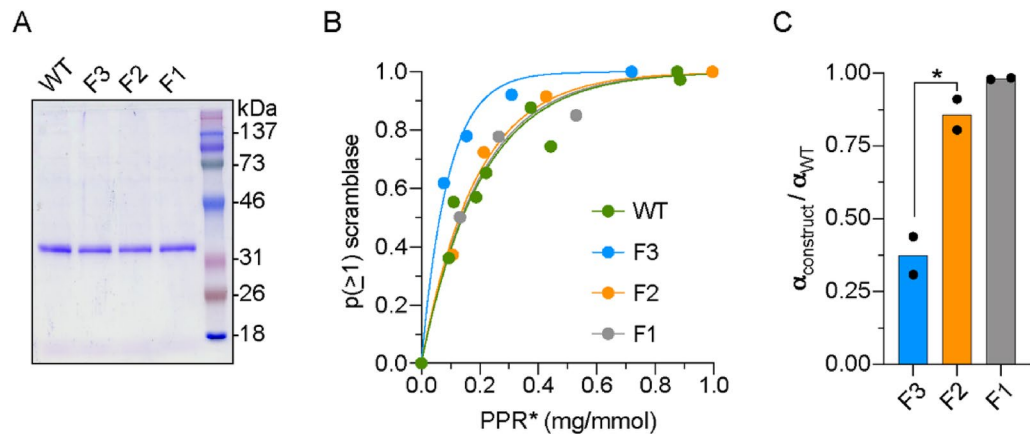 A
WT F3 F2 F1
kDa
-137
-73
-46
-31
-26
-18
B
p(≥1) scramblase
1.0
0.8
0.6
0.4
0.2
0.0
0.0 0.2 0.4 0.6 0.8 1.0
PPR* (mg/mmol)
WT
F3
F2
F1
C
αconstruct / αWT
1.00
0.75
0.50
0.25
0.00
*
F3 F2 F1